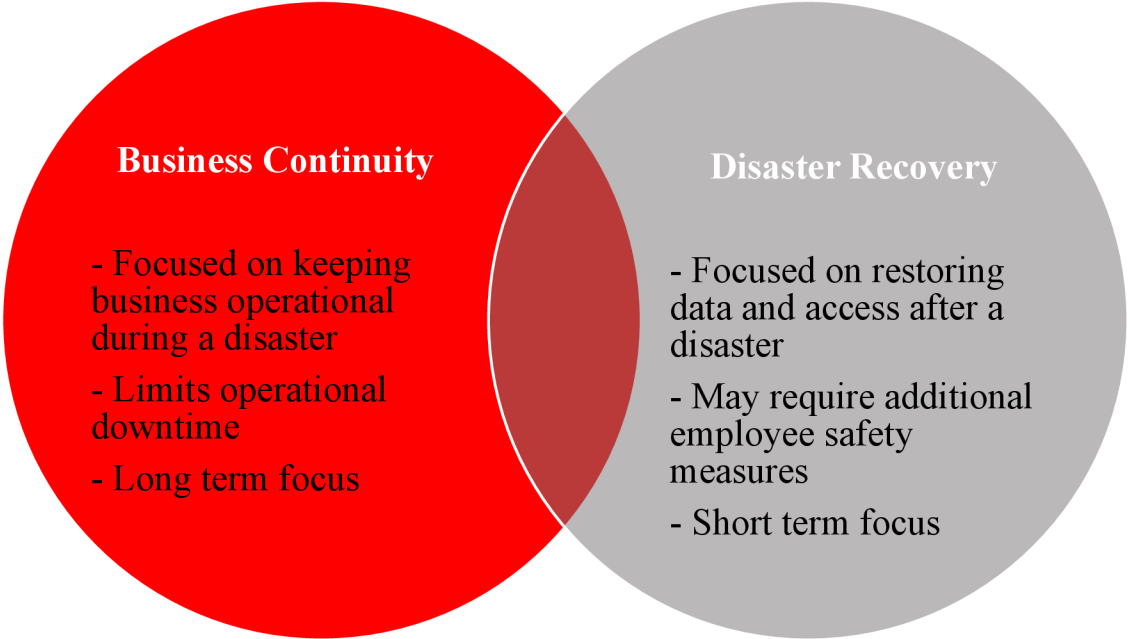 Business Continuity
- Focused on keeping
business operational
during a disaster
- Limits operational
downtime
- Long term focus
Disaster Recovery
- Focused on restoring
data and access after a
disaster
- May require additional
employee safety
measures
- Short term focus